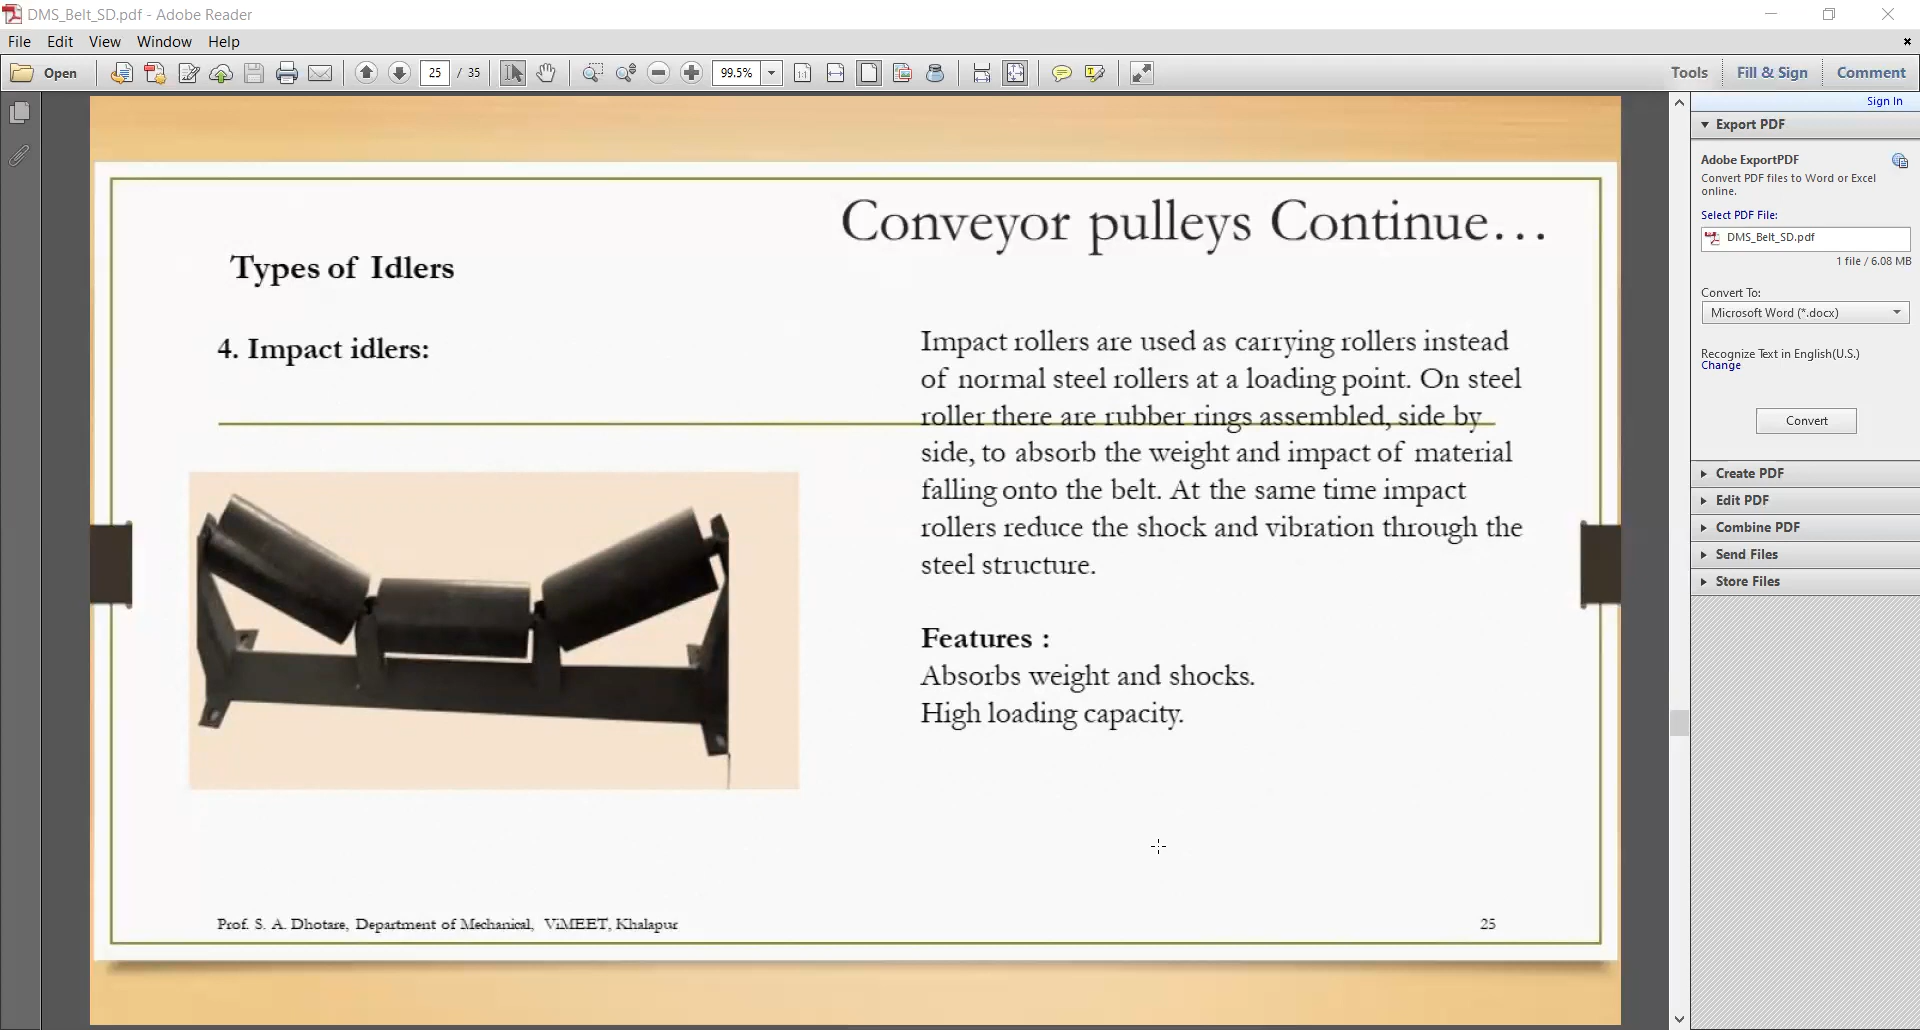 DMS_Belt_SD.pdf - Adobe Reader
File Edit View Window Help
Open 25 / 35 99.5% Tools Fill & Sign Comment
Sign In
Export PDF
Adobe ExportPDF
Convert PDF files to Word or Excel
online.
Select PDF File:
DMS_Belt_SD.pdf
1 file / 6.08 MB
Convert To:
Microsoft Word (*.docx)
Recognize Text in English(U.S.)
Change
Convert
Create PDF
Edit PDF
Combine PDF
Send Files
Store Files
Conveyor pulleys Continue...
Types of Idlers
4. Impact idlers:
Impact rollers are used as carrying rollers instead
of normal steel rollers at a loading point. On steel
roller there are rubber rings assembled, side by
side, to absorb the weight and impact of material
falling onto the belt. At the same time impact
rollers reduce the shock and vibration through the
steel structure.
Features :
Absorbs weight and shocks.
High loading capacity.
Prof. S. A. Dhotare, Department of Mechanical, ViMEET, Khalapur
25